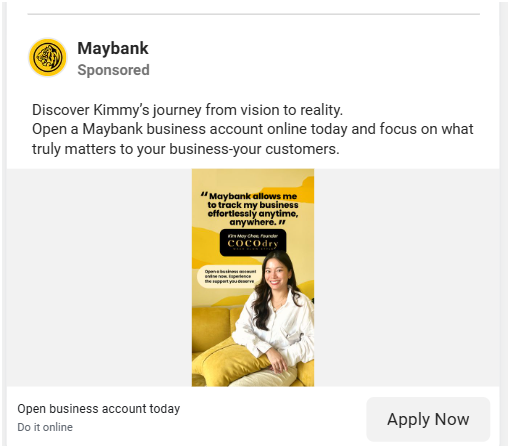 Maybank
Sponsored
Discover Kimmy’s journey from vision to reality.
Open a Maybank business account online today and focus on what
truly matters to your business-your customers.
“Maybank allows me
to track my business
effortlessly anytime,
anywhere.”
Kim May Chee, Founder
COCOdry
Open a business account
online now. Experience
the support you deserve
Open business account today
Do it online
Apply Now